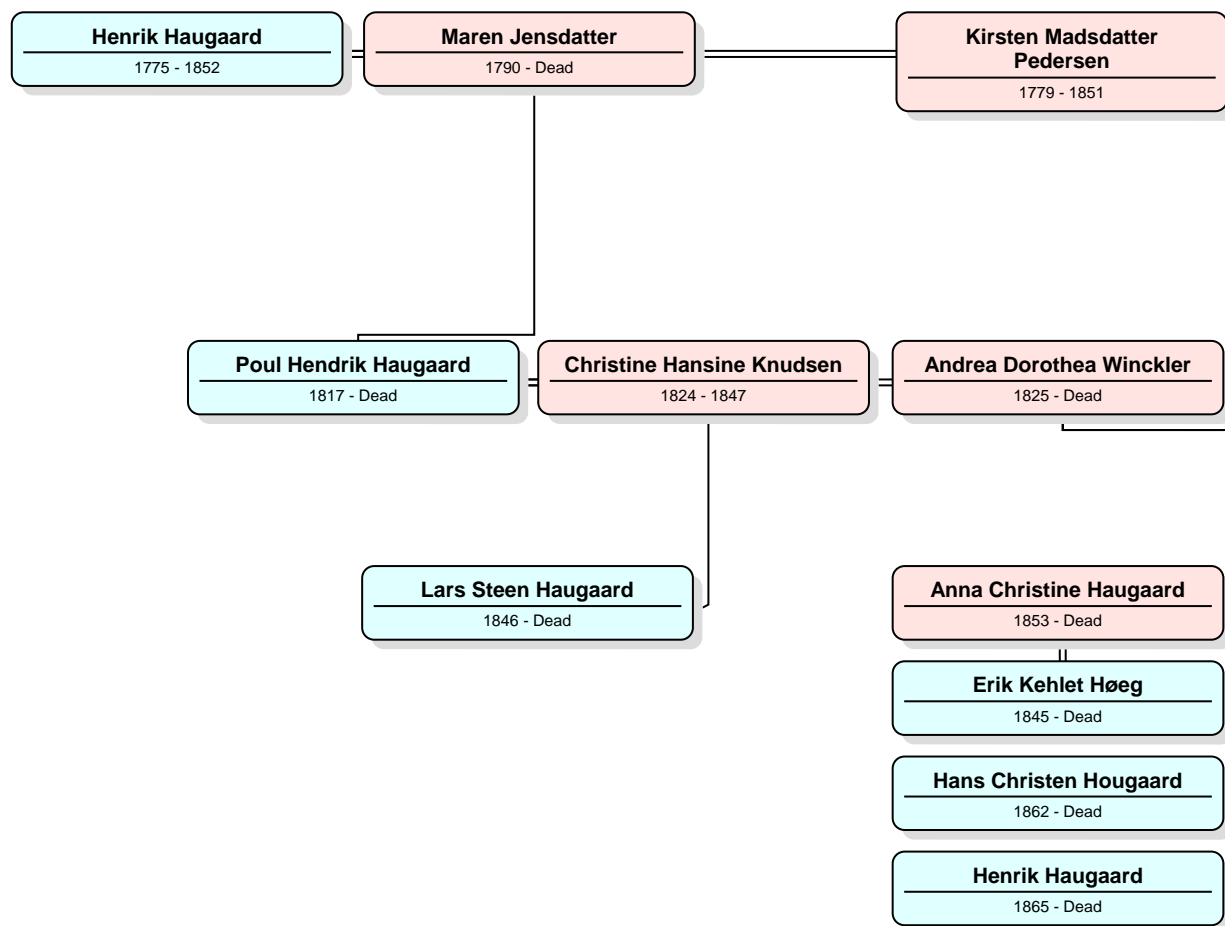 Henrik Haugaard
1775 - 1852
Maren Jensdatter
1790 - Dead
Kirsten Madsdatter
Pedersen
1779 - 1851
Poul Hendrik Haugaard
1817 - Dead
Christine Hansine Knudsen
1824 - 1847
Andrea Dorothea Winckler
1825 - Dead
Lars Steen Haugaard
1846 - Dead
Anna Christine Haugaard
1853 - Dead
Erik Kehlet Høeg
1845 - Dead
Hans Christen Hougaard
1862 - Dead
Henrik Haugaard
1865 - Dead